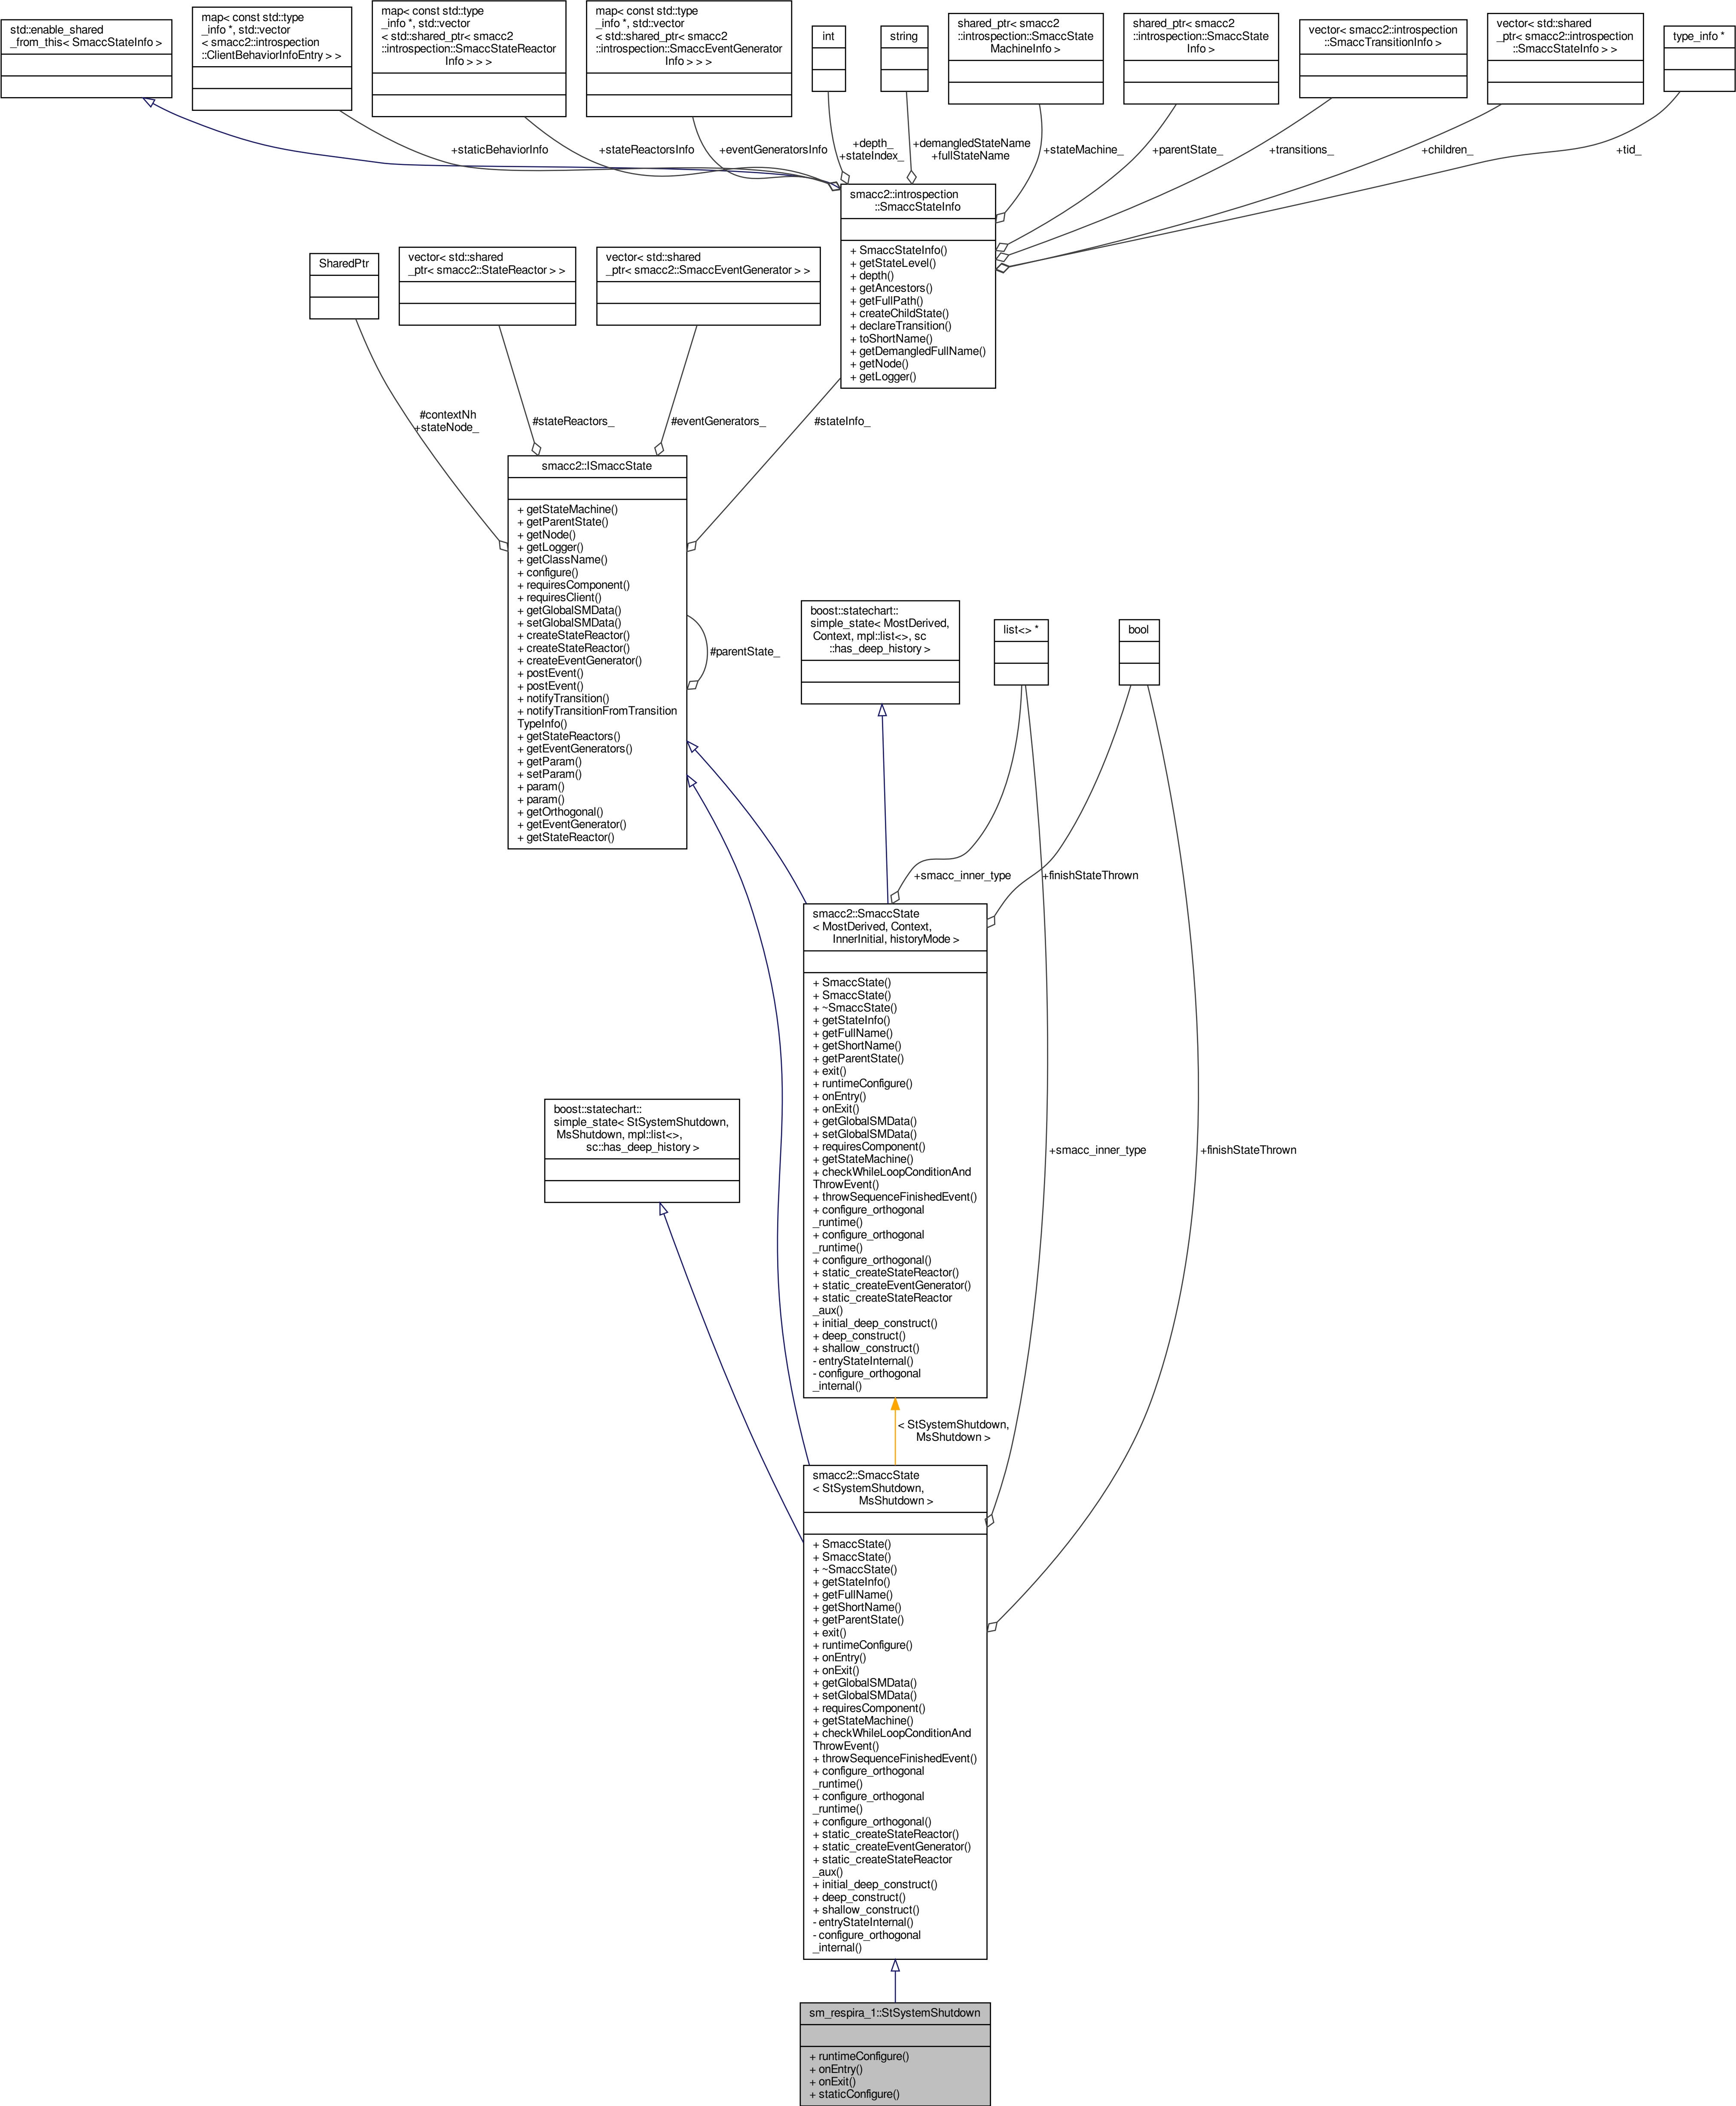 std::enable_shared
_from_this< SmaccStateInfo >
map< const std::type
_info *, std::vector
< smacc2::introspection
::ClientBehaviorInfoEntry > >
map< const std::type
_info *, std::vector
< std::shared_ptr< smacc2
::introspection::SmaccStateReactor
Info > > >
map< const std::type
_info *, std::vector
< std::shared_ptr< smacc2
::introspection::SmaccEventGenerator
Info > > >
int
string
shared_ptr< smacc2
::introspection::SmaccState
MachineInfo >
shared_ptr< smacc2
::introspection::SmaccState
Info >
vector< smacc2::introspection
::SmaccTransitionInfo >
vector< std::shared
_ptr< smacc2::introspection
::SmaccStateInfo > >
type_info *
+staticBehaviorInfo
+stateReactorsInfo
+eventGeneratorsInfo
+depth_
+stateIndex_
+demangledStateName
+fullStateName
+stateMachine_
+parentState_
+transitions_
+children_
+tid_
smacc2::introspection
::SmaccStateInfo
+ SmaccStateInfo()
+ getStateLevel()
+ depth()
+ getAncestors()
+ getFullPath()
+ createChildState()
+ declareTransition()
+ toShortName()
+ getDemangledFullName()
+ getNode()
+ getLogger()
SharedPtr
vector< std::shared
_ptr< smacc2::StateReactor > >
vector< std::shared
_ptr< smacc2::SmaccEventGenerator > >
#contextNh
+stateNode_
#stateReactors_
#eventGenerators_
#stateInfo_
smacc2::ISmaccState
+ getStateMachine()
+ getParentState()
+ getNode()
+ getLogger()
+ getClassName()
+ configure()
+ requiresComponent()
+ requiresClient()
+ getGlobalSMData()
+ setGlobalSMData()
+ createStateReactor()
+ createStateReactor()
+ createEventGenerator()
+ postEvent()
+ postEvent()
+ notifyTransition()
+ notifyTransitionFromTransition
TypeInfo()
+ getStateReactors()
+ getEventGenerators()
+ getParam()
+ setParam()
+ param()
+ param()
+ getOrthogonal()
+ getEventGenerator()
+ getStateReactor()
#parentState_
boost::statechart::
simple_state< MostDerived,
Context, mpl::list<>, sc
::has_deep_history >
list<> *
bool
+smacc_inner_type
+finishStateThrown
smacc2::SmaccState
< MostDerived, Context,
InnerInitial, historyMode >
+ SmaccState()
+ SmaccState()
+ ~SmaccState()
+ getStateInfo()
+ getFullName()
+ getShortName()
+ getParentState()
+ exit()
+ runtimeConfigure()
+ onEntry()
+ onExit()
+ getGlobalSMData()
+ setGlobalSMData()
+ requiresComponent()
+ getStateMachine()
+ checkWhileLoopConditionAnd
ThrowEvent()
+ throwSequenceFinishedEvent()
+ configure_orthogonal
_runtime()
+ configure_orthogonal
_runtime()
+ configure_orthogonal()
+ static_createStateReactor()
+ static_createEventGenerator()
+ static_createStateReactor
_aux()
+ initial_deep_construct()
+ deep_construct()
+ shallow_construct()
- entryStateInternal()
- configure_orthogonal
_internal()
boost::statechart::
simple_state< StSystemShutdown,
MsShutdown, mpl::list<>,
sc::has_deep_history >
+smacc_inner_type
+finishStateThrown
< StSystemShutdown,
MsShutdown >
smacc2::SmaccState
< StSystemShutdown,
MsShutdown >
+ SmaccState()
+ SmaccState()
+ ~SmaccState()
+ getStateInfo()
+ getFullName()
+ getShortName()
+ getParentState()
+ exit()
+ runtimeConfigure()
+ onEntry()
+ onExit()
+ getGlobalSMData()
+ setGlobalSMData()
+ requiresComponent()
+ getStateMachine()
+ checkWhileLoopConditionAnd
ThrowEvent()
+ throwSequenceFinishedEvent()
+ configure_orthogonal
_runtime()
+ configure_orthogonal
_runtime()
+ configure_orthogonal()
+ static_createStateReactor()
+ static_createEventGenerator()
+ static_createStateReactor
_aux()
+ initial_deep_construct()
+ deep_construct()
+ shallow_construct()
- entryStateInternal()
- configure_orthogonal
_internal()
sm_respira_1::StSystemShutdown
+ runtimeConfigure()
+ onEntry()
+ onExit()
+ staticConfigure()